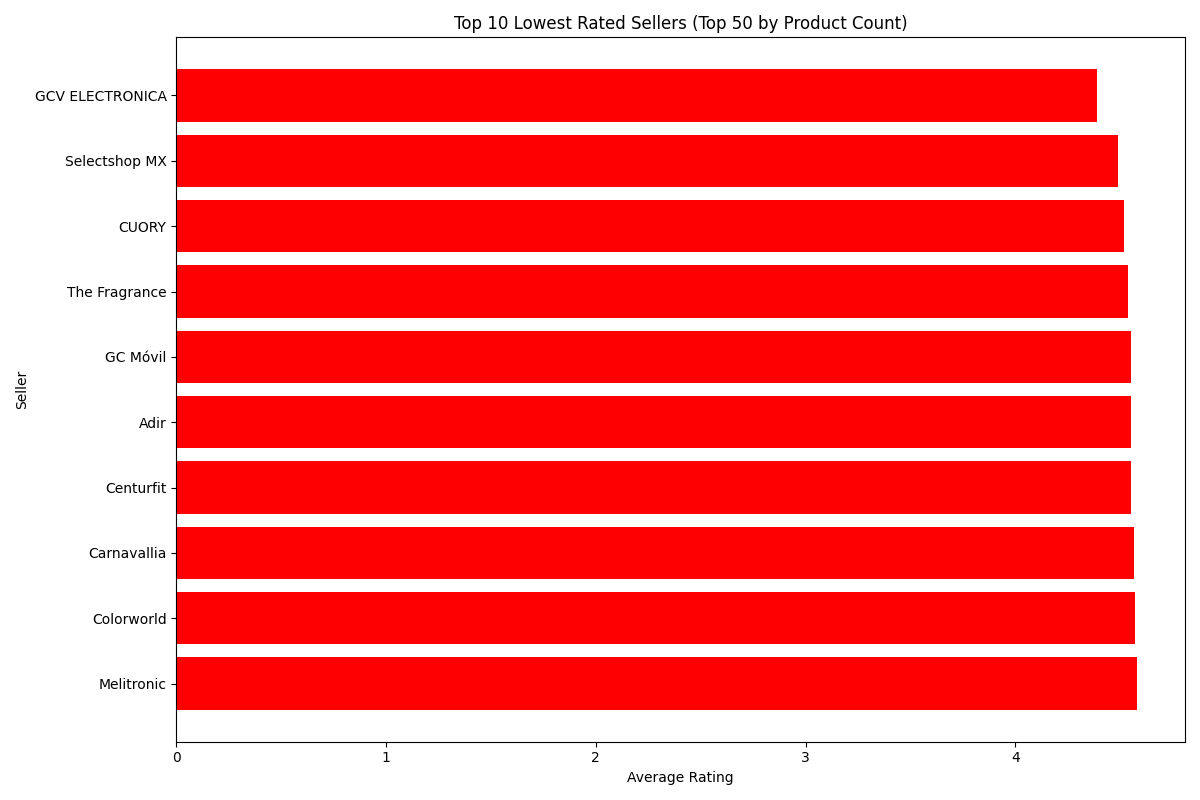 Top 10 Lowest Rated Sellers (Top 50 by Product Count)
GCV ELECTRONICA
Selectshop MX
CUORY
The Fragrance
GC Móvil
Adir
Centurfit
Carnavallia
Colorworld
Melitronic
Seller
0 1 2 3 4
Average Rating